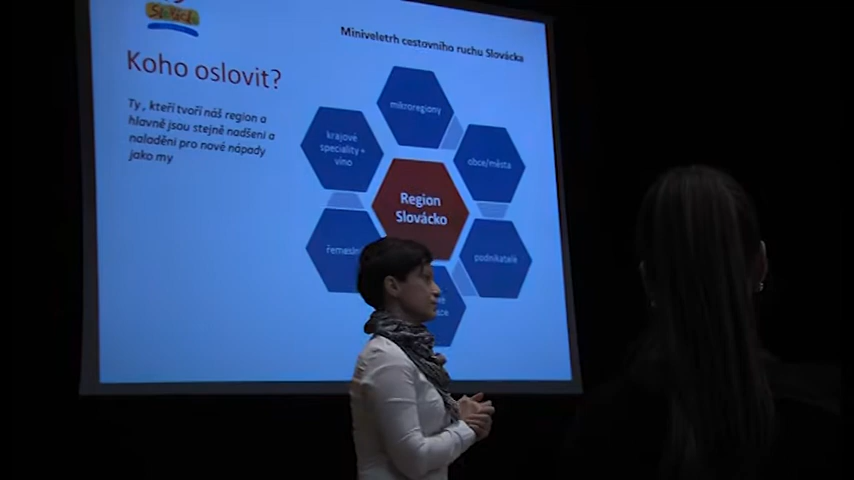 Miniveletrh cestovního ruchu Slovácka
Koho oslovit?
Ty, kteří tvoří náš region a
hlavně jsou stejně nadšeni a
naladěni pro nové nápady
jako my
mikroregiony
krajové
speciality +
víno
obce/města
Region
Slovácko
podnikatelé